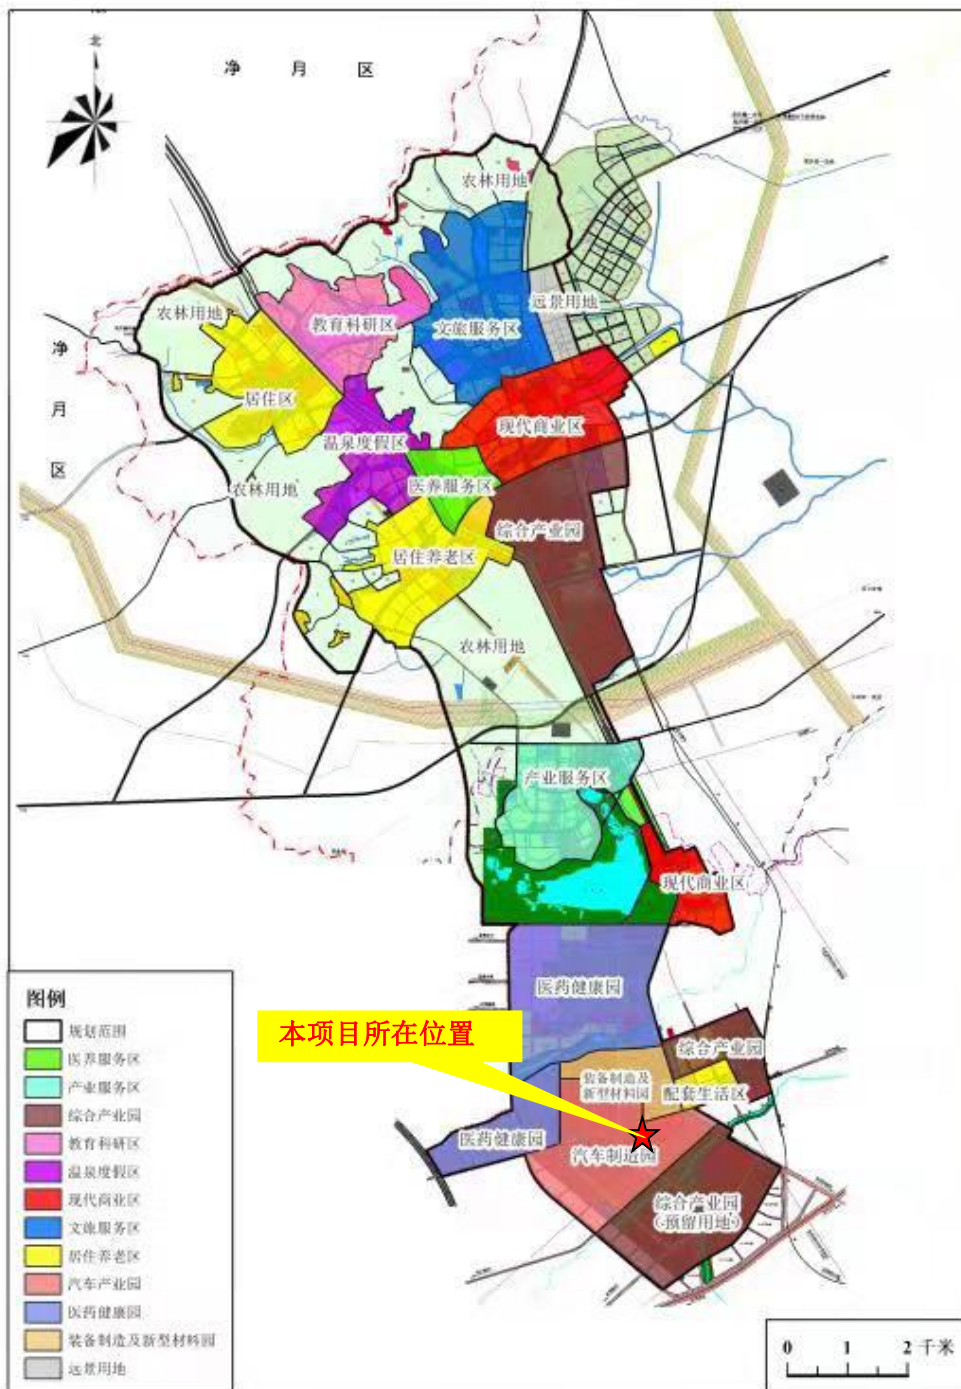 北
净 月 区
农林用地
农林用地
教育科研区
文旅服务区
远景用地
净
月
区
居住区
温泉度假区
现代商业区
农林用地
医养服务区
综合产业园
居住养老区
农林用地
产业服务区
现代商业区
医药健康园
本项目所在位置
综合产业园
装备制造及
新型材料园
配套生活区
医药健康园
汽车制造园
综合产业园
(预留用地)
图例
规划范围
医养服务区
产业服务区
综合产业园
教育科研区
温泉度假区
现代商业区
文旅服务区
居住养老区
汽车产业园
医药健康园
装备制造及新型材料园
远景用地
0 1 2 千米